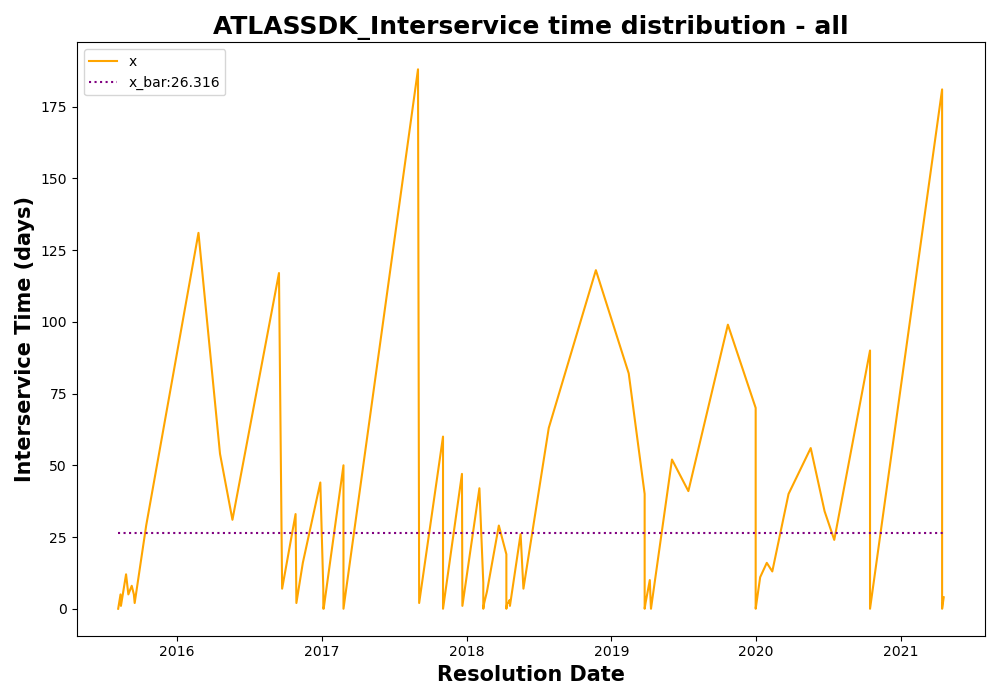 ATLASSDK_Interservice time distribution - all
x
x_bar:26.316
Interservice Time (days)
175
150
125
100
75
50
25
0
2016
2017
2018
2019
2020
2021
Resolution Date